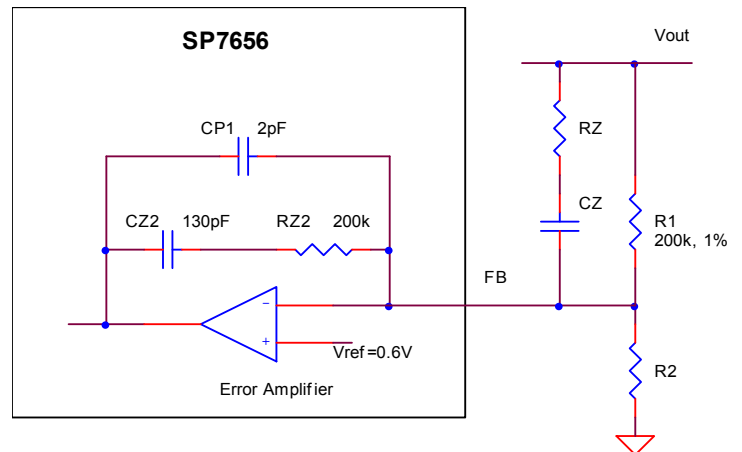 SP7656
Vout
CP1 2pF
RZ
CZ2 130pF RZ2 200k
CZ
R1
200k, 1%
FB
−
+
Vref=0.6V
R2
Error Amplifier